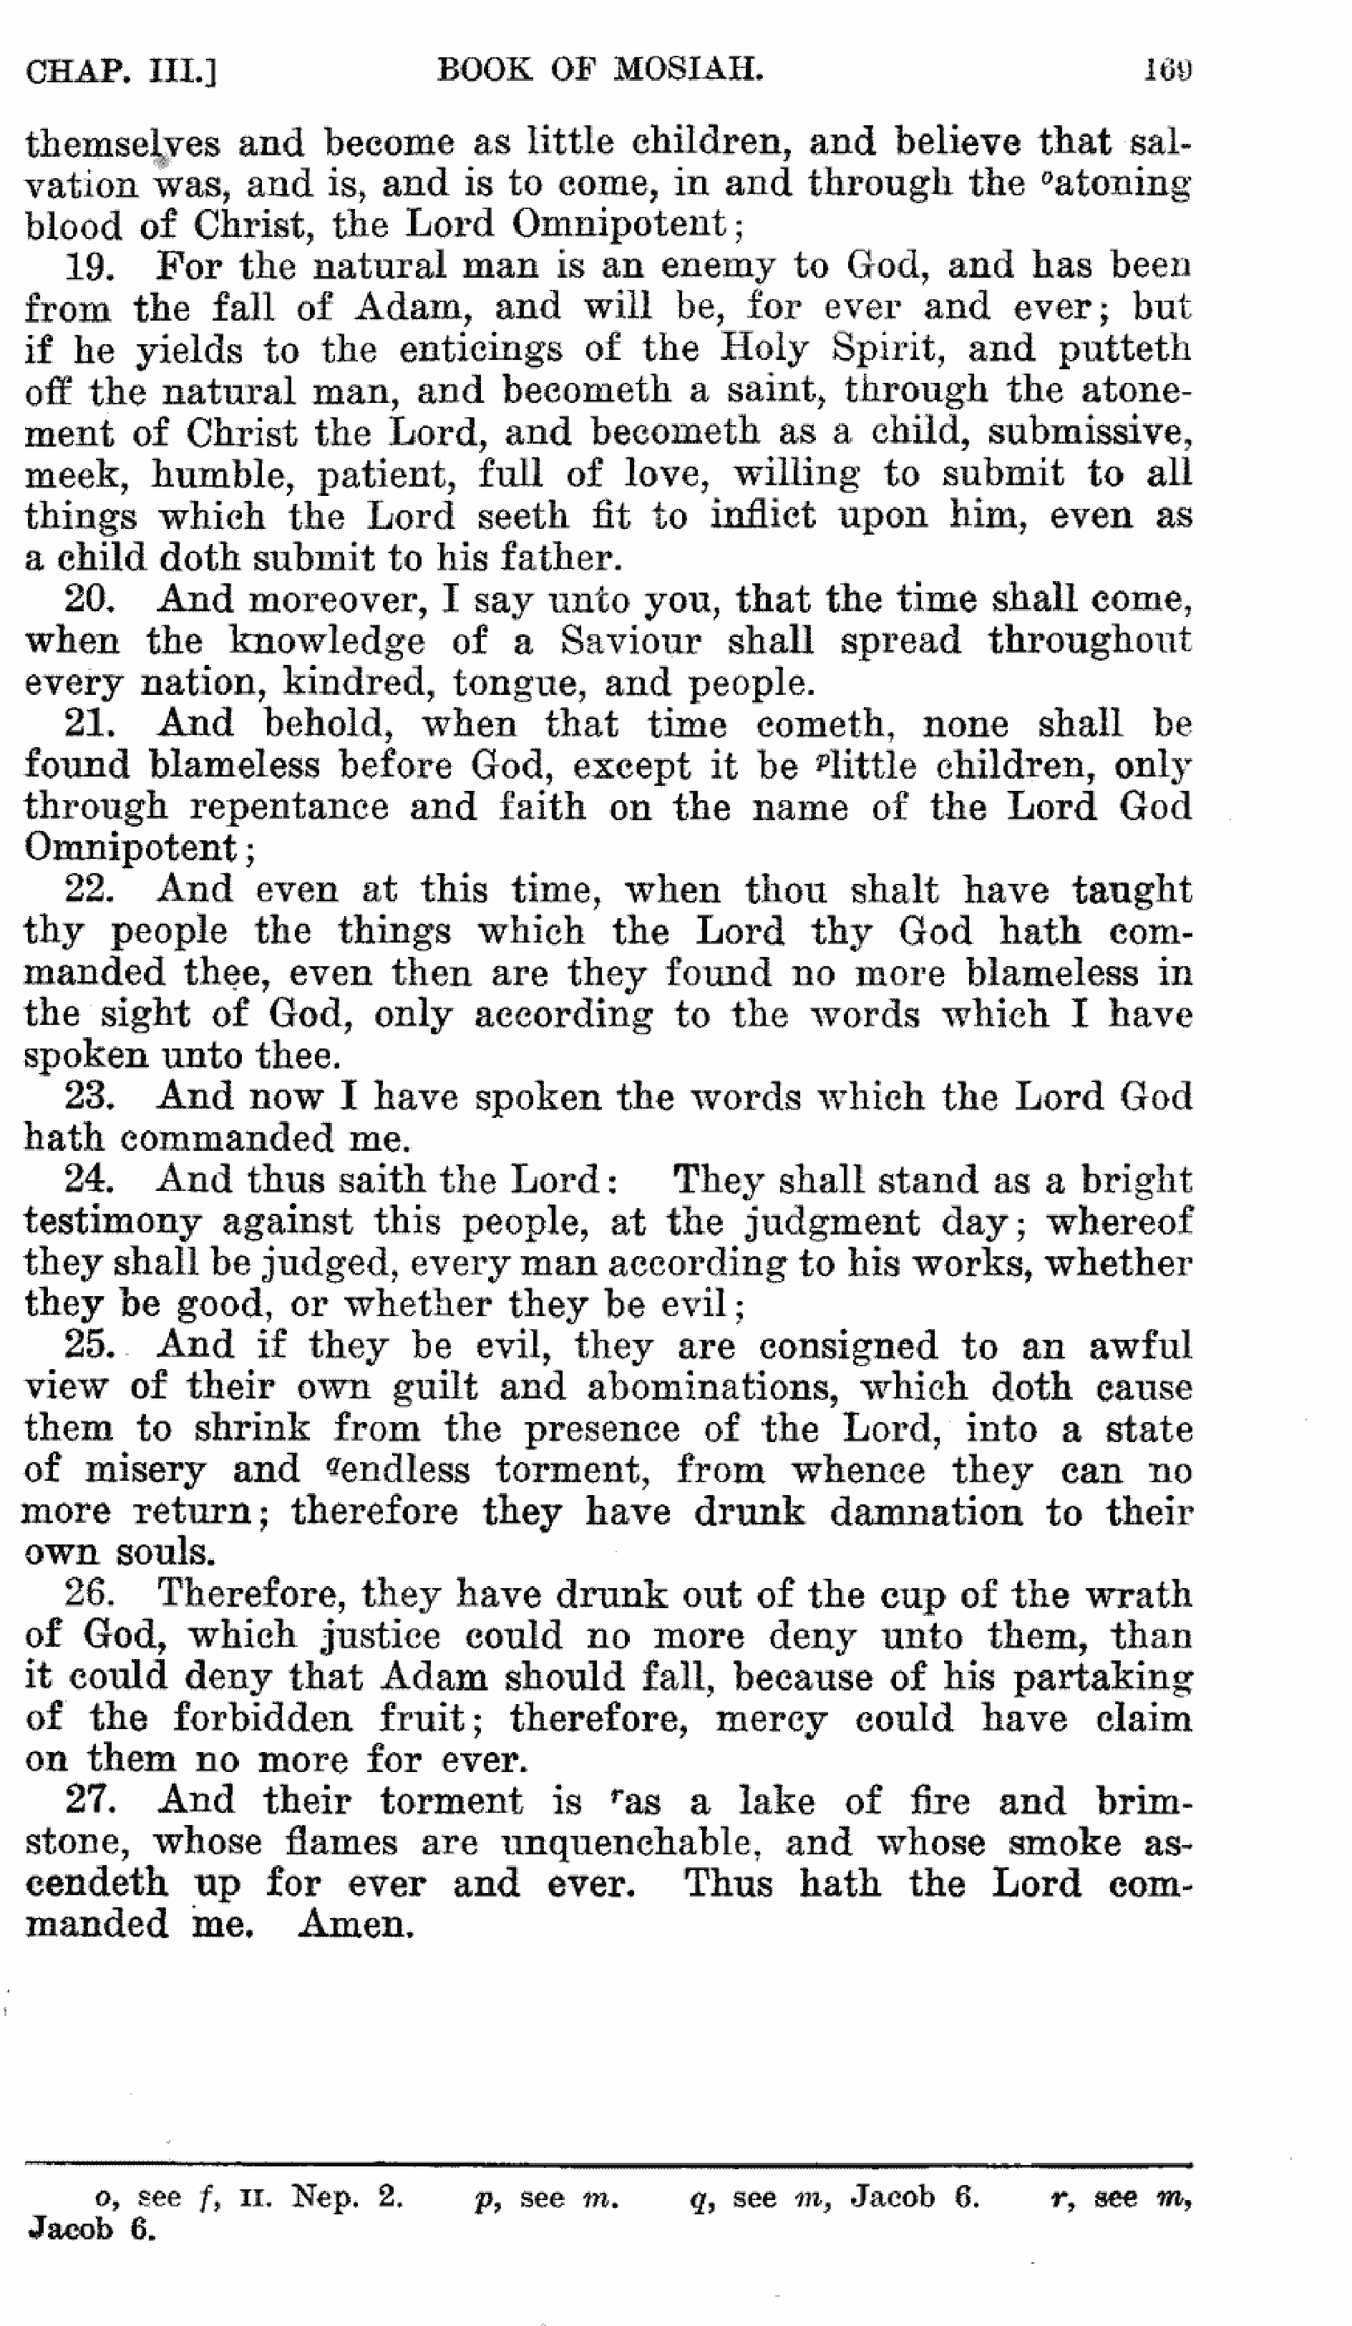 CHAP. III.] BOOK OF MOSIAH. 169
themselves and become as little children, and believe that sal-
vation was, and is, and is to come, in and through the ᵒatoning
blood of Christ, the Lord Omnipotent;
19. For the natural man is an enemy to God, and has been
from the fall of Adam, and will be, for ever and ever; but
if he yields to the enticings of the Holy Spirit, and putteth
off the natural man, and becometh a saint, through the atone-
ment of Christ the Lord, and becometh as a child, submissive,
meek, humble, patient, full of love, willing to submit to all
things which the Lord seeth fit to inflict upon him, even as
a child doth submit to his father.
20. And moreover, I say unto you, that the time shall come,
when the knowledge of a Saviour shall spread throughout
every nation, kindred, tongue, and people.
21. And behold, when that time cometh, none shall be
found blameless before God, except it be ᵖlittle children, only
through repentance and faith on the name of the Lord God
Omnipotent;
22. And even at this time, when thou shalt have taught
thy people the things which the Lord thy God hath com-
manded thee, even then are they found no more blameless in
the sight of God, only according to the words which I have
spoken unto thee.
23. And now I have spoken the words which the Lord God
hath commanded me.
24. And thus saith the Lord: They shall stand as a bright
testimony against this people, at the judgment day; whereof
they shall be judged, every man according to his works, whether
they be good, or whether they be evil;
25. And if they be evil, they are consigned to an awful
view of their own guilt and abominations, which doth cause
them to shrink from the presence of the Lord, into a state
of misery and qendless torment, from whence they can no
more return; therefore they have drunk damnation to their
own souls.
26. Therefore, they have drunk out of the cup of the wrath
of God, which justice could no more deny unto them, than
it could deny that Adam should fall, because of his partaking
of the forbidden fruit; therefore, mercy could have claim
on them no more for ever.
27. And their torment is ʳas a lake of fire and brim-
stone, whose flames are unquenchable, and whose smoke as-
cendeth up for ever and ever. Thus hath the Lord com-
manded me. Amen.
o, see f, II. Nep. 2. p, see m. q, see m, Jacob 6. r, see m,
Jacob 6.